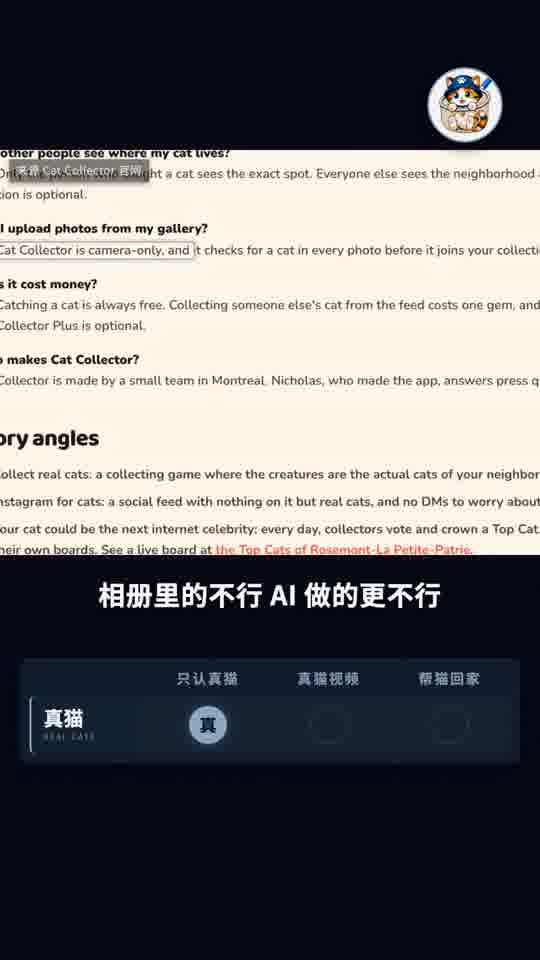 other people see where my cat lives?
来源 Cat Collector 官网
ght a cat sees the exact spot. Everyone else sees the neighborhood
tion is optional.
I upload photos from my gallery?
Cat Collector is camera-only, and it checks for a cat in every photo before it joins your collecti
s it cost money?
Catching a cat is always free. Collecting someone else's cat from the feed costs one gem, and
Collector Plus is optional.
o makes Cat Collector?
Collector is made by a small team in Montreal. Nicholas, who made the app, answers press q
ory angles
Collect real cats: a collecting game where the creatures are the actual cats of your neighbor
nstagram for cats: a social feed with nothing on it but real cats, and no DMs to worry about
our cat could be the next internet celebrity: every day, collectors vote and crown a Top Cat.
heir own boards. See a live board at the Top Cats of Rosemont-La Petite-Patrie.
相册里的不行 AI 做的更不行
只认真猫 真猫视频 帮猫回家
真猫 真
REAL CATS